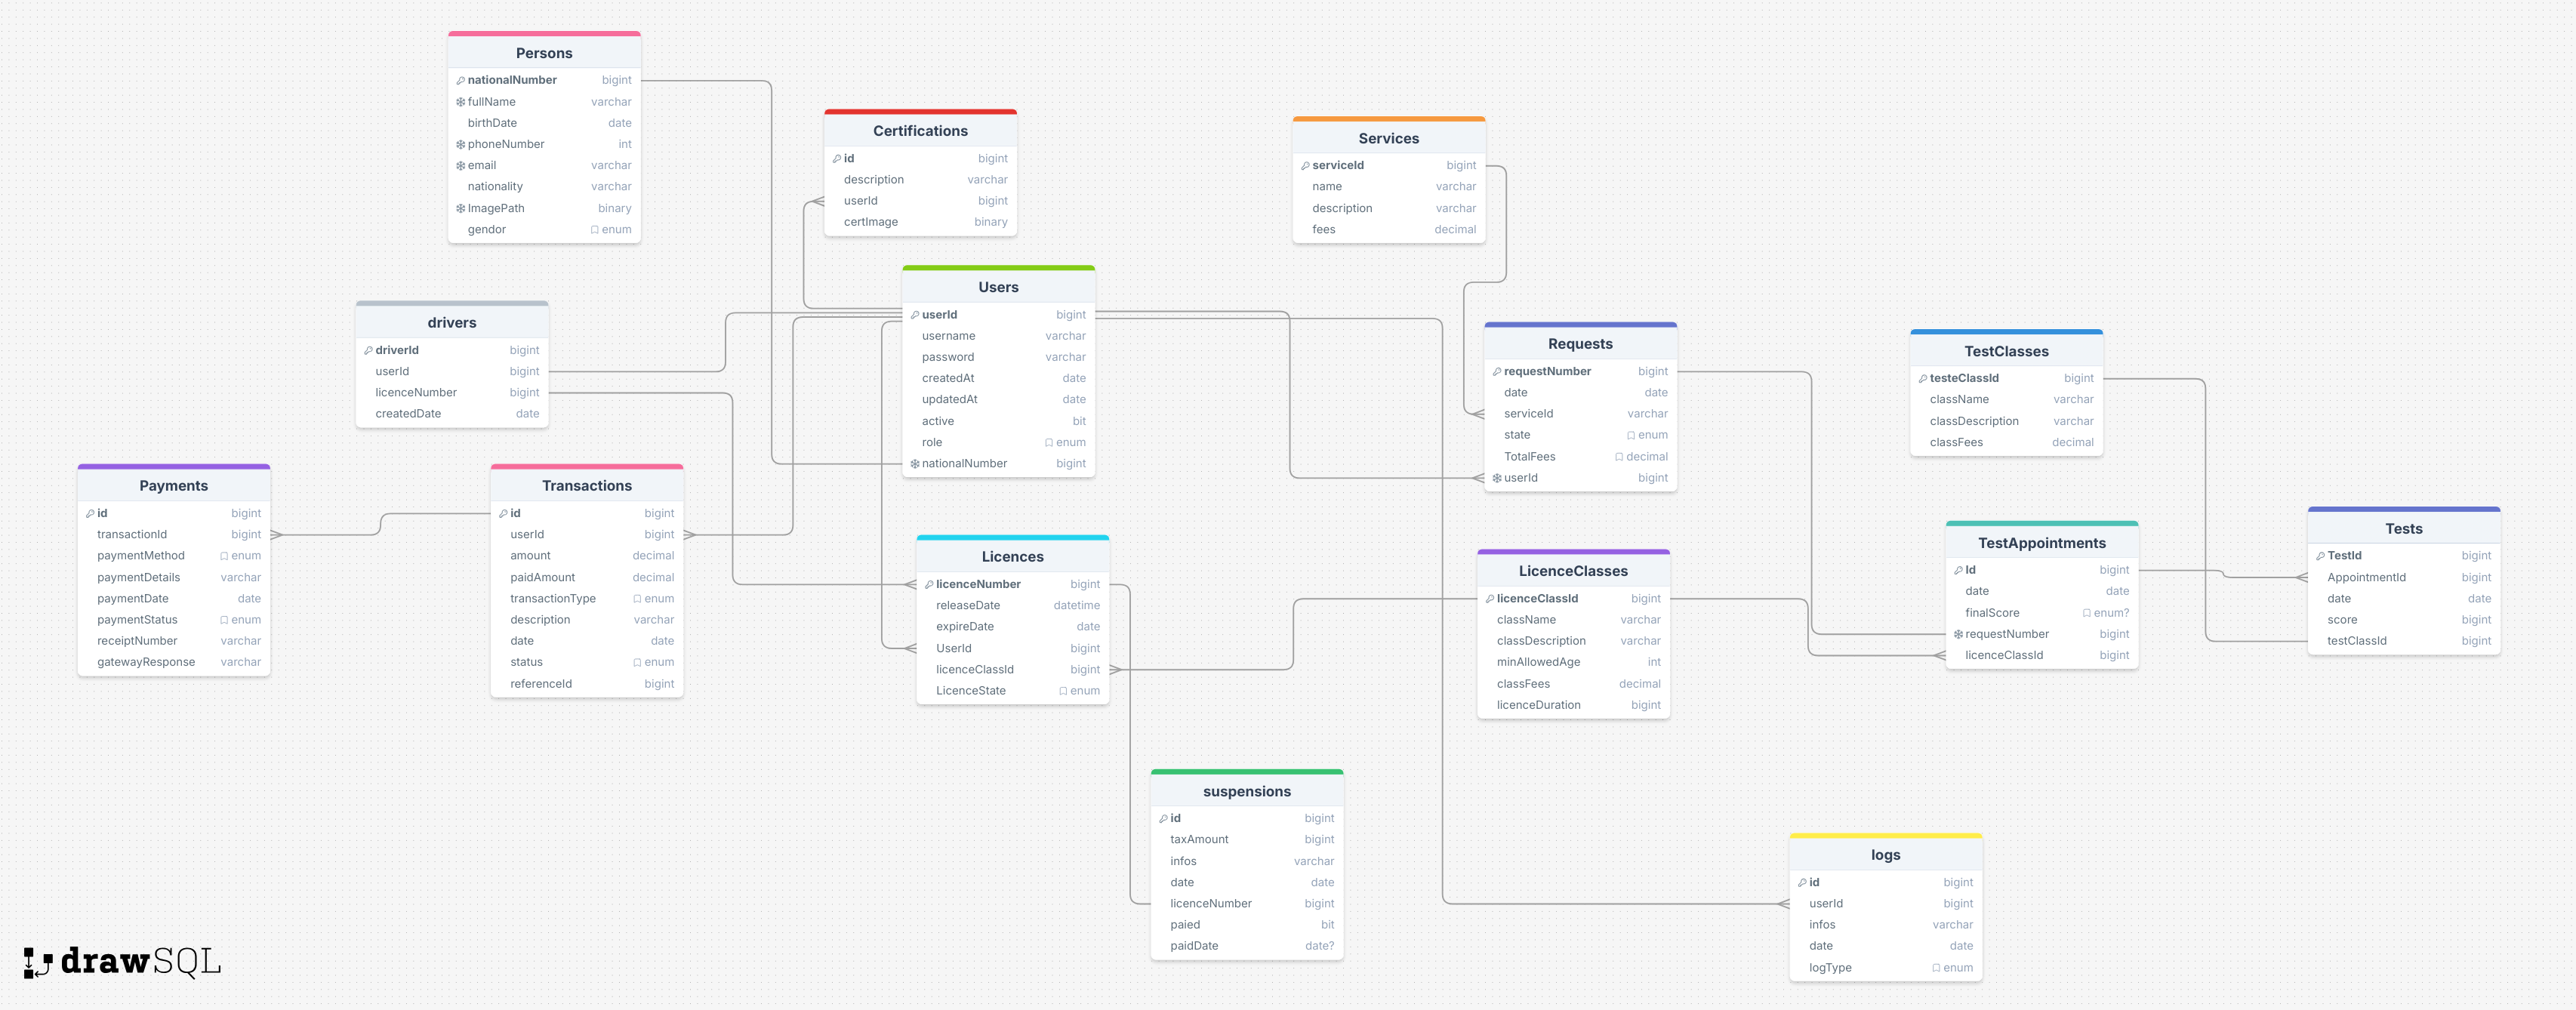 Persons
nationalNumber bigint
fullName varchar
birthDate date
phoneNumber int
email varchar
nationality varchar
ImagePath binary
gendor enum
Certifications
id bigint
description varchar
userId bigint
certImage binary
Services
serviceId bigint
name varchar
description varchar
fees decimal
Users
userId bigint
username varchar
password varchar
createdAt date
updatedAt date
active bit
role enum
nationalNumber bigint
drivers
driverId bigint
userId bigint
licenceNumber bigint
createdDate date
Requests
requestNumber bigint
date date
serviceId varchar
state enum
TotalFees decimal
userId bigint
TestClasses
testeClassId bigint
className varchar
classDescription varchar
classFees decimal
Payments
id bigint
transactionId bigint
paymentMethod enum
paymentDetails varchar
paymentDate date
paymentStatus enum
receiptNumber varchar
gatewayResponse varchar
Transactions
id bigint
userId bigint
amount decimal
paidAmount decimal
transactionType enum
description varchar
date date
status enum
referenceId bigint
Licences
licenceNumber bigint
releaseDate datetime
expireDate date
UserId bigint
licenceClassId bigint
LicenceState enum
LicenceClasses
licenceClassId bigint
className varchar
classDescription varchar
minAllowedAge int
classFees decimal
licenceDuration bigint
TestAppointments
Id bigint
date date
finalScore enum?
requestNumber bigint
licenceClassId bigint
Tests
TestId bigint
AppointmentId bigint
date date
score bigint
testClassId bigint
suspensions
id bigint
taxAmount bigint
infos varchar
date date
licenceNumber bigint
paied bit
paidDate date?
logs
id bigint
userId bigint
infos varchar
date date
logType enum
drawSQL